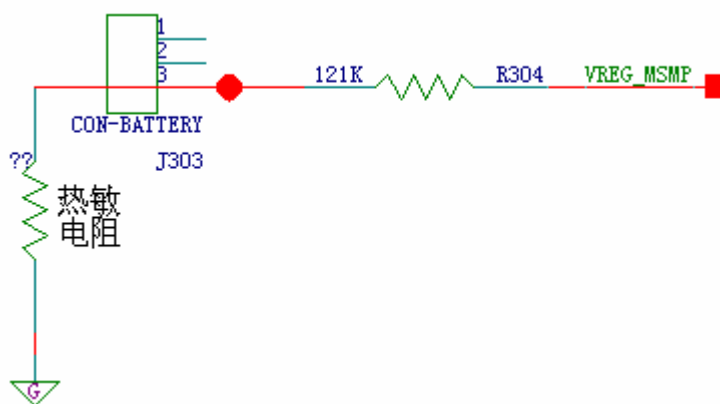 1
2
3
121K
R304
VREG_MSMP
CON-BATTERY
J303
??
热敏
电阻
G